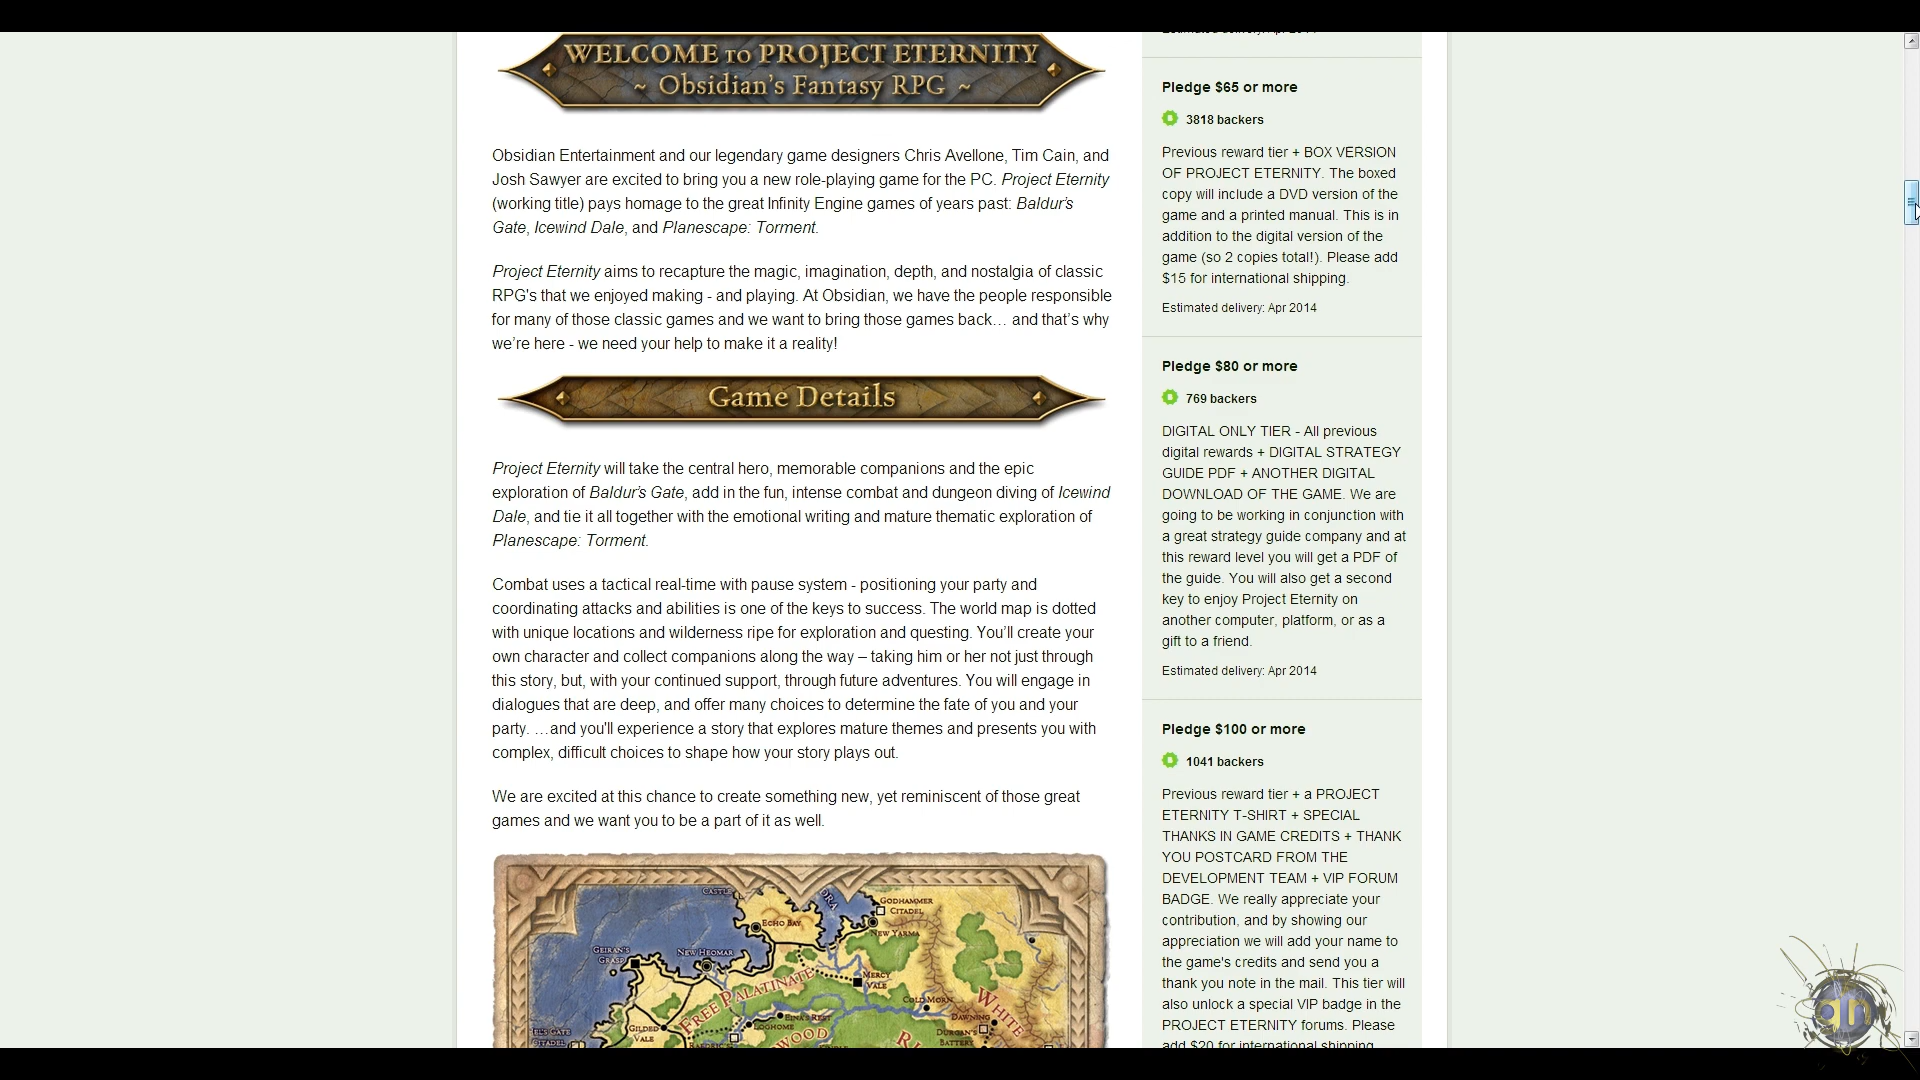 WELCOME TO PROJECT ETERNITY
~ Obsidian's Fantasy RPG ~
Obsidian Entertainment and our legendary game designers Chris Avellone, Tim Cain, and
Josh Sawyer are excited to bring you a new role-playing game for the PC. Project Eternity
(working title) pays homage to the great Infinity Engine games of years past: Baldur's
Gate, Icewind Dale, and Planescape: Torment.
Project Eternity aims to recapture the magic, imagination, depth, and nostalgia of classic
RPG's that we enjoyed making - and playing. At Obsidian, we have the people responsible
for many of those classic games and we want to bring those games back… and that's why
we're here - we need your help to make it a reality!
Game Details
Project Eternity will take the central hero, memorable companions and the epic
exploration of Baldur's Gate, add in the fun, intense combat and dungeon diving of Icewind
Dale, and tie it all together with the emotional writing and mature thematic exploration of
Planescape: Torment.
Combat uses a tactical real-time with pause system - positioning your party and
coordinating attacks and abilities is one of the keys to success. The world map is dotted
with unique locations and wilderness ripe for exploration and questing. You'll create your
own character and collect companions along the way – taking him or her not just through
this story, but, with your continued support, through future adventures. You will engage in
dialogues that are deep, and offer many choices to determine the fate of you and your
party. …and you'll experience a story that explores mature themes and presents you with
complex, difficult choices to shape how your story plays out.
We are excited at this chance to create something new, yet reminiscent of those great
games and we want you to be a part of it as well.
CASTLE
ECHO BAY
GODHAMMER
CITADEL
NEW YARMA
GEIRAN'S
GRASP
NEW HEOMAR
MERCY
VALE
FREE PALATINATE
COLD MORN
WHITE
GILDED
VALE
LOGHOME
EINA'S REST
DAWNING
DURGAN'S
BATTERY
CITADEL
WOOD
Estimated delivery: Apr 2014
Pledge $65 or more
3818 backers
Previous reward tier + BOX VERSION
OF PROJECT ETERNITY. The boxed
copy will include a DVD version of the
game and a printed manual. This is in
addition to the digital version of the
game (so 2 copies total!). Please add
$15 for international shipping.
Estimated delivery: Apr 2014
Pledge $80 or more
769 backers
DIGITAL ONLY TIER - All previous
digital rewards + DIGITAL STRATEGY
GUIDE PDF + ANOTHER DIGITAL
DOWNLOAD OF THE GAME. We are
going to be working in conjunction with
a great strategy guide company and at
this reward level you will get a PDF of
the guide. You will also get a second
key to enjoy Project Eternity on
another computer, platform, or as a
gift to a friend.
Estimated delivery: Apr 2014
Pledge $100 or more
1041 backers
Previous reward tier + a PROJECT
ETERNITY T-SHIRT + SPECIAL
THANKS IN GAME CREDITS + THANK
YOU POSTCARD FROM THE
DEVELOPMENT TEAM + VIP FORUM
BADGE. We really appreciate your
contribution, and by showing our
appreciation we will add your name to
the game's credits and send you a
thank you note in the mail. This tier will
also unlock a special VIP badge in the
PROJECT ETERNITY forums. Please
add $20 for international shipping.
gn